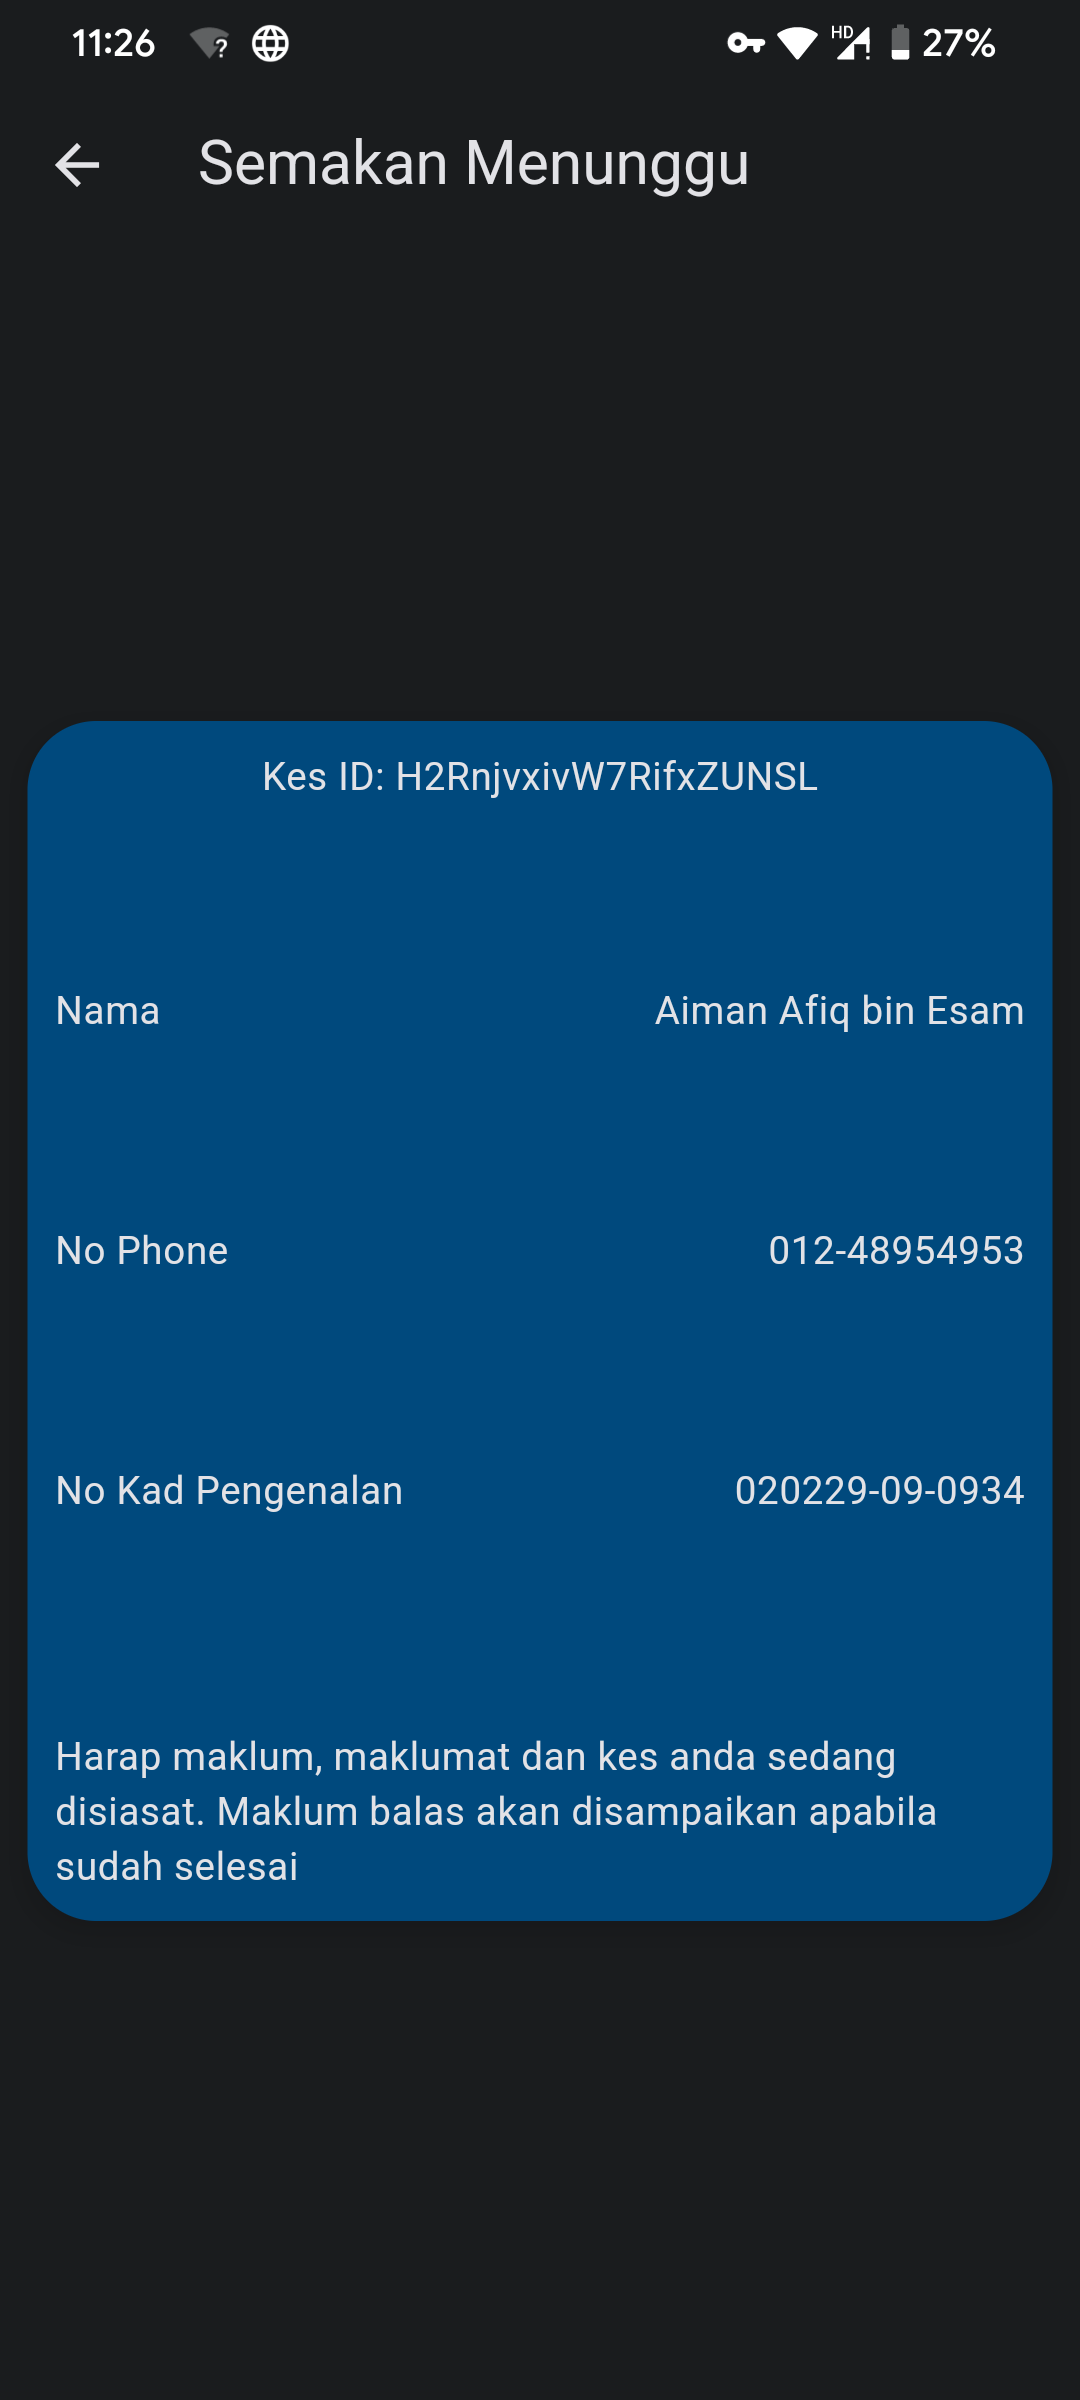 11:26
HD
27%
Semakan Menunggu
Kes ID: H2RnjvxivW7RifxZUNSL
Nama Aiman Afiq bin Esam
No Phone 012-48954953
No Kad Pengenalan 020229-09-0934
Harap maklum, maklumat dan kes anda sedang
disiasat. Maklum balas akan disampaikan apabila
sudah selesai